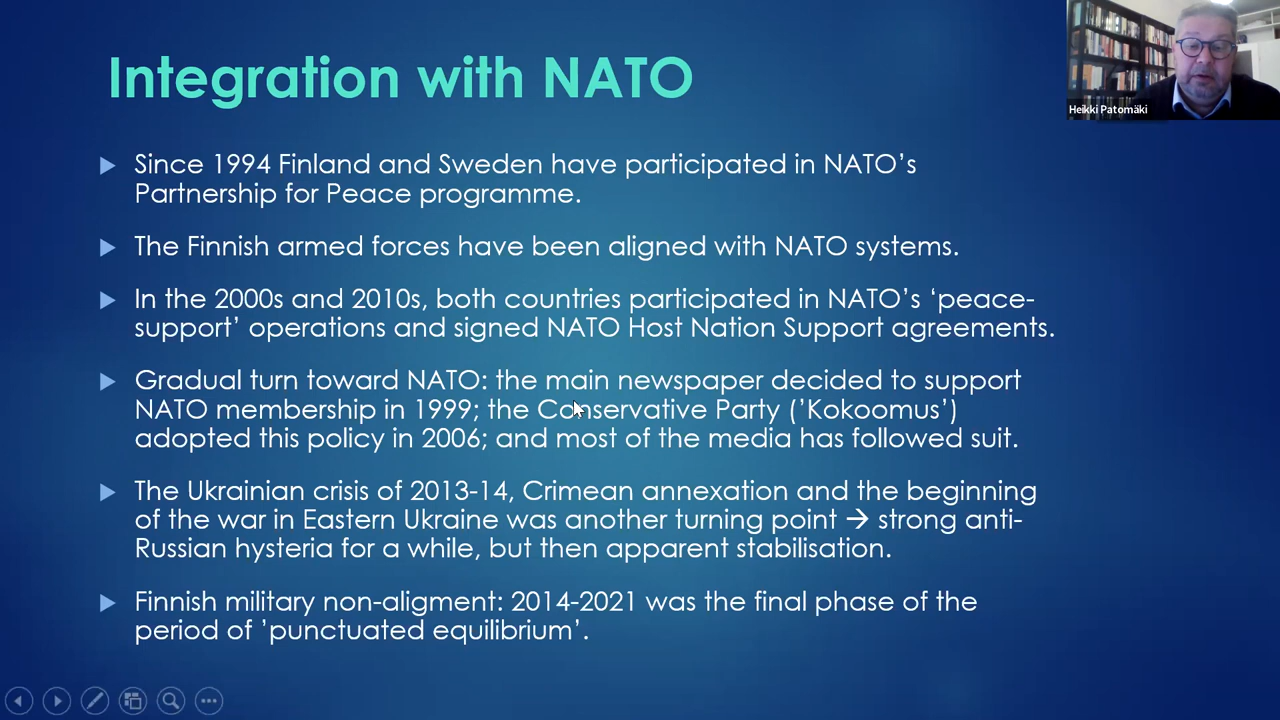 Integration with NATO
Heikki Patomäki
Since 1994 Finland and Sweden have participated in NATO’s
Partnership for Peace programme.
The Finnish armed forces have been aligned with NATO systems.
In the 2000s and 2010s, both countries participated in NATO’s ‘peace-
support’ operations and signed NATO Host Nation Support agreements.
Gradual turn toward NATO: the main newspaper decided to support
NATO membership in 1999; the Conservative Party (’Kokoomus’)
adopted this policy in 2006; and most of the media has followed suit.
The Ukrainian crisis of 2013-14, Crimean annexation and the beginning
of the war in Eastern Ukraine was another turning point → strong anti-
Russian hysteria for a while, but then apparent stabilisation.
Finnish military non-aligment: 2014-2021 was the final phase of the
period of ’punctuated equilibrium’.